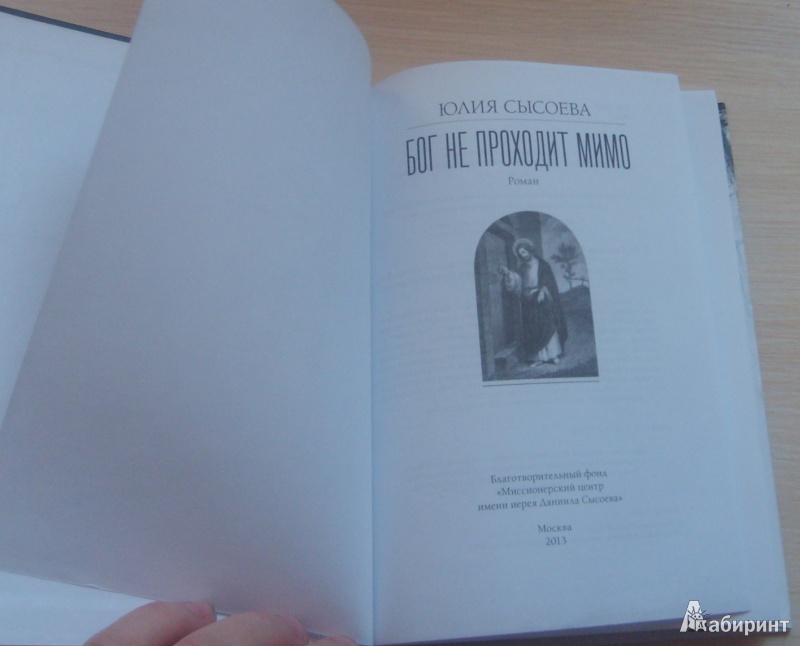 ЮЛИЯ СЫСОЕВА
БОГ НЕ ПРОХОДИТ МИМО
Роман
Благотворительный фонд
«Миссионерский центр
имени иерея Даниила Сысоева»
Москва
2013
Лабиринт